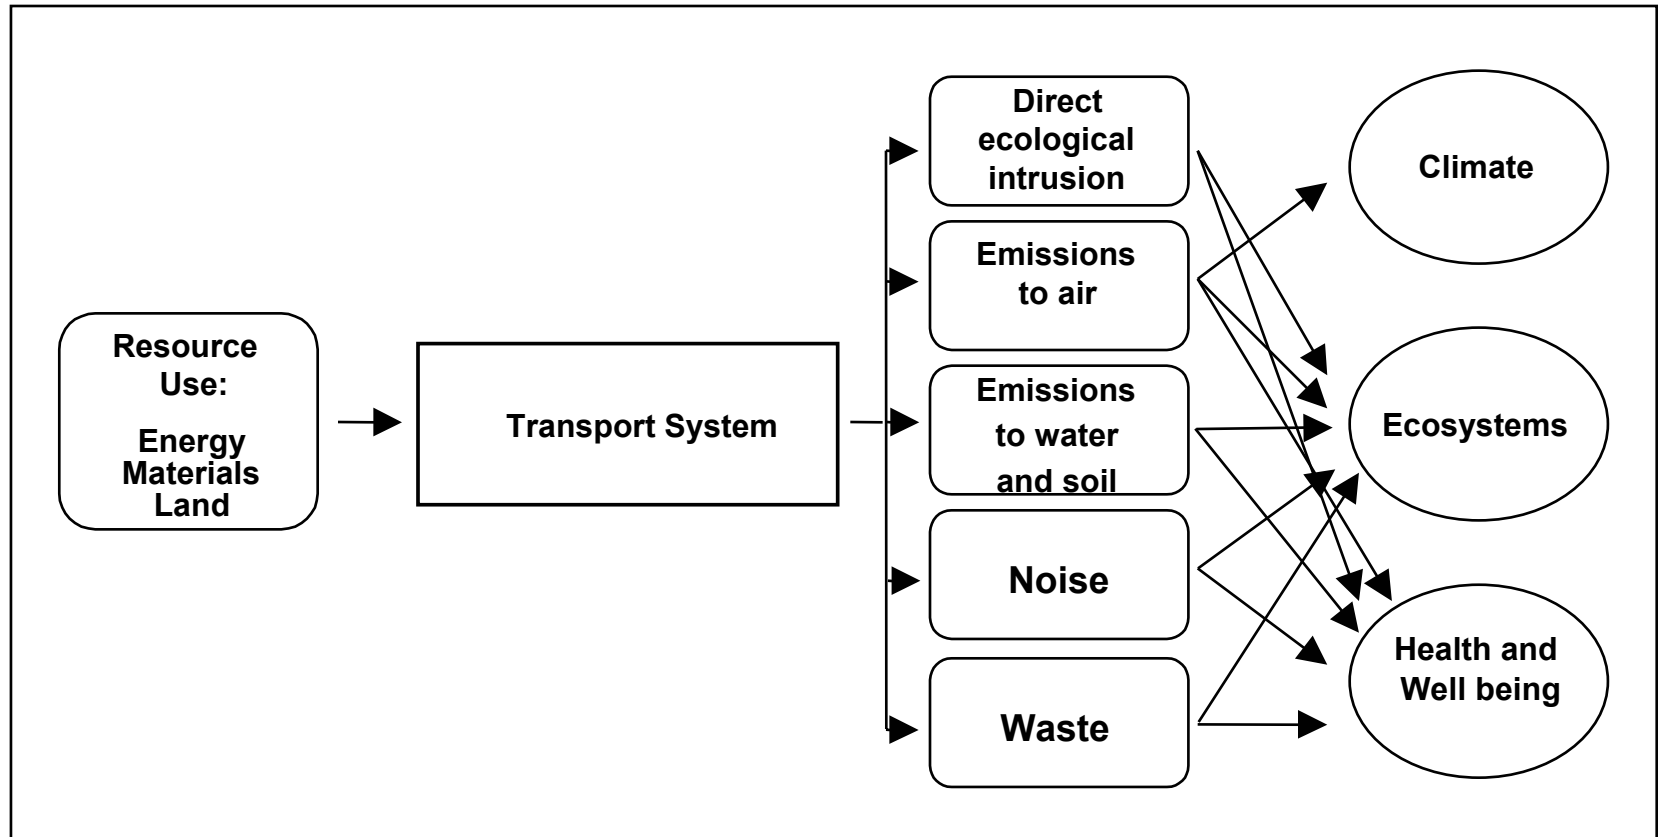 Resource
Use:
Energy
Materials
Land
Transport System
Direct
ecological
intrusion
Emissions
to air
Emissions
to water
and soil
Noise
Waste
Climate
Ecosystems
Health and
Well being